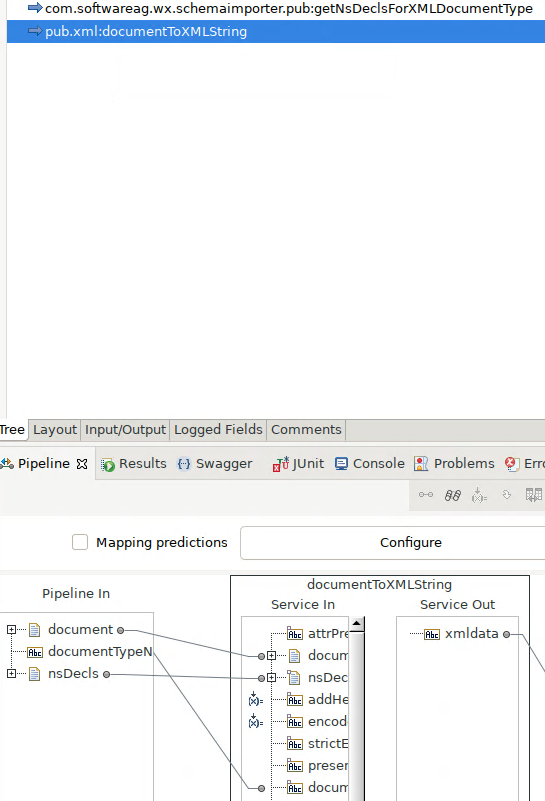 com.softwareag.wx.schemaimporter.pub:getNsDeclsForXMLDocumentType
pub.xml:documentToXMLString
Tree Layout Input/Output Logged Fields Comments
Pipeline Results Swagger JUnit Console Problems Erro
Mapping predictions Configure
documentToXMLString
Pipeline In Service In Service Out
document
documentTypeN
nsDecls
attrPre
docum
nsDec
addHe
encod
strictE
preser
docum
xmldata